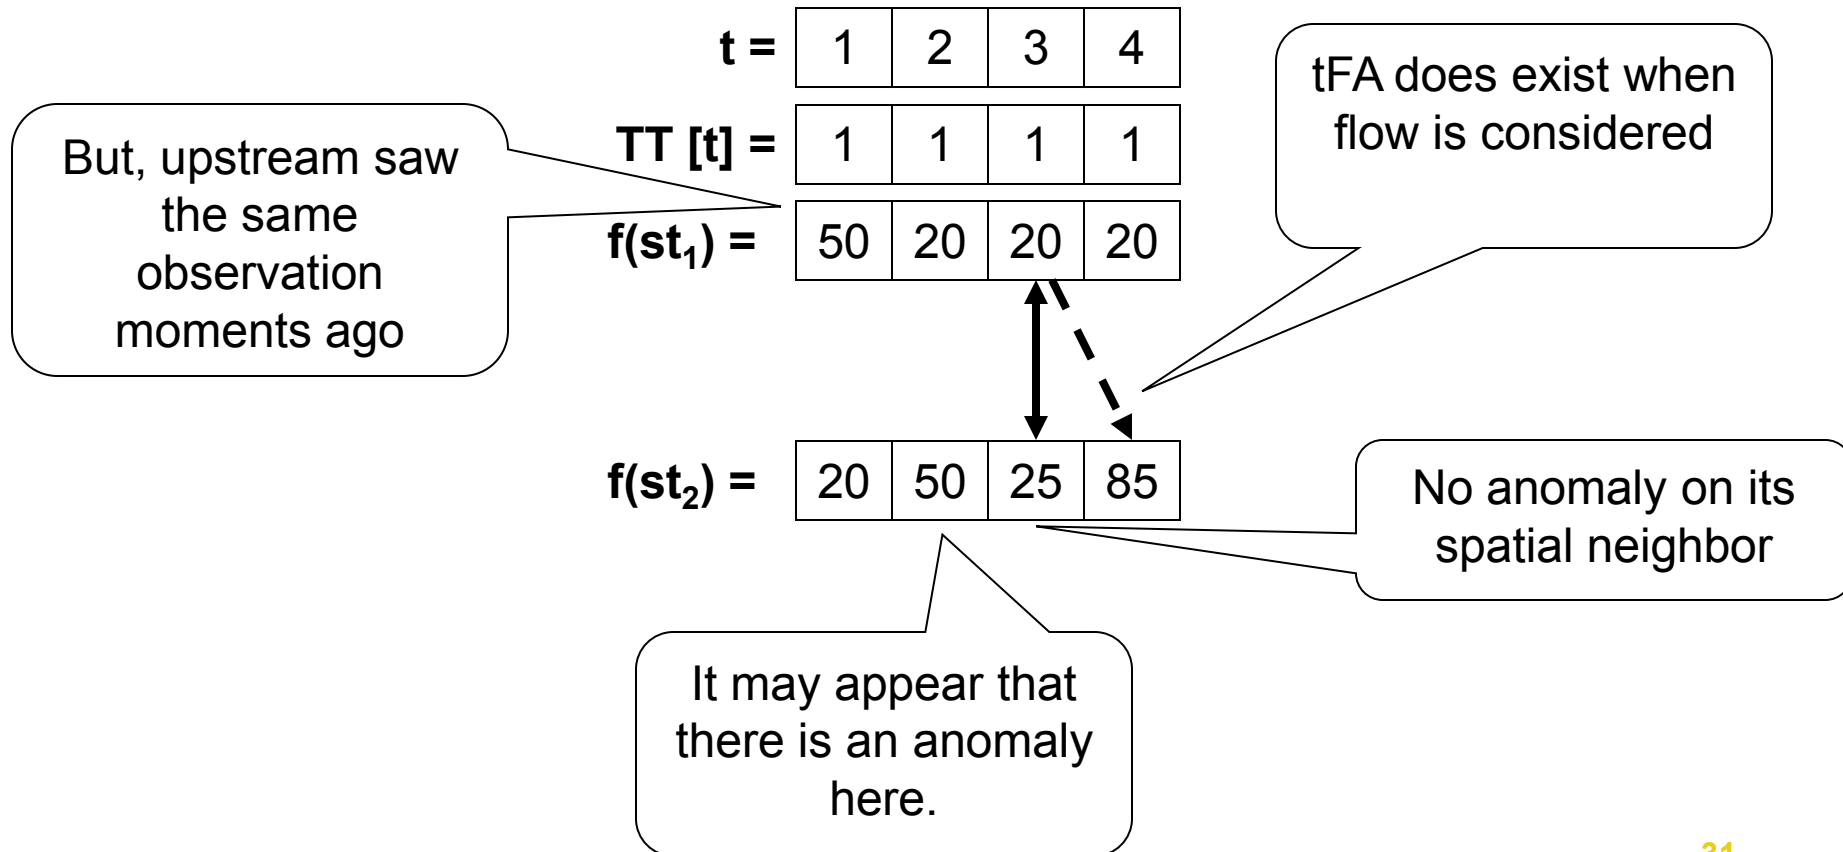 t = 1 2 3 4
TT [t] = 1 1 1 1
f(st₁) = 50 20 20 20
f(st₂) = 20 50 25 85
But, upstream saw
the same
observation
moments ago
tFA does exist when
flow is considered
No anomaly on its
spatial neighbor
It may appear that
there is an anomaly
here.
31